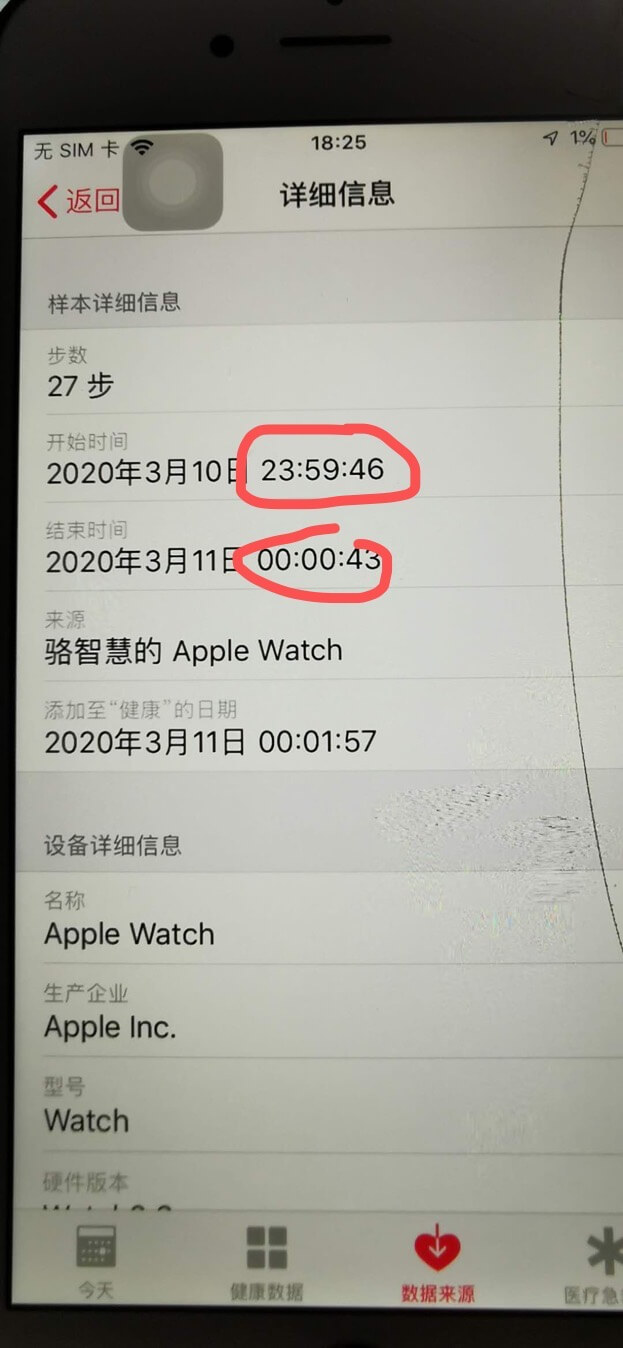 无 SIM 卡 18:25 1%
返回 详细信息
样本详细信息
步数
27 步
开始时间
2020年3月10日 23:59:46
结束时间
2020年3月11日 00:00:43
来源
骆智慧的 Apple Watch
添加至“健康”的日期
2020年3月11日 00:01:57
设备详细信息
名称
Apple Watch
生产企业
Apple Inc.
型号
Watch
硬件版本
今天 健康数据 数据来源 医疗急